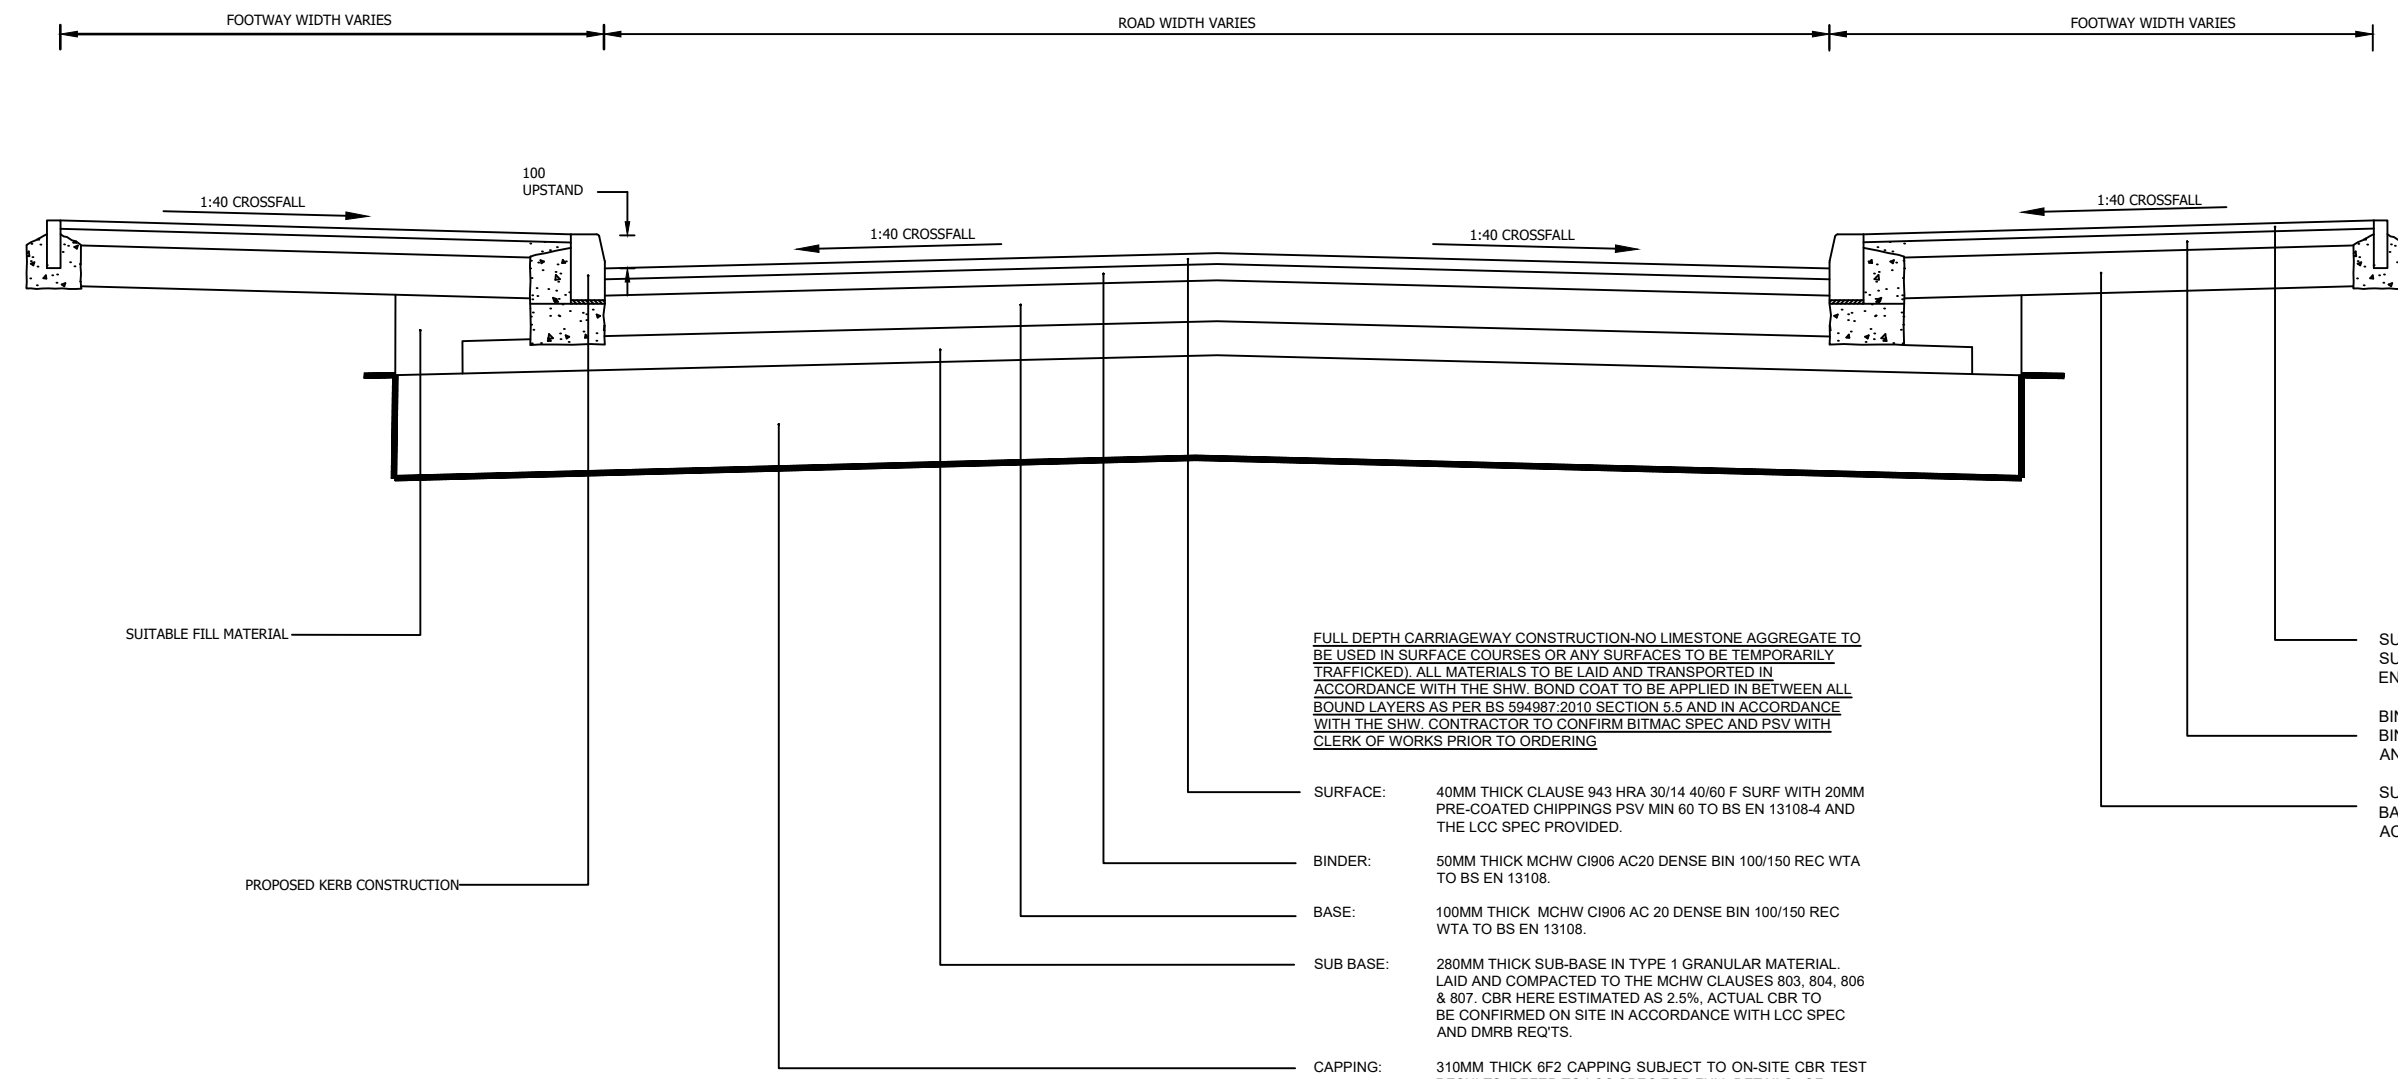 FOOTWAY WIDTH VARIES
ROAD WIDTH VARIES
FOOTWAY WIDTH VARIES
100
UPSTAND
1:40 CROSSFALL
1:40 CROSSFALL
1:40 CROSSFALL
1:40 CROSSFALL
SUITABLE FILL MATERIAL
PROPOSED KERB CONSTRUCTION
FULL DEPTH CARRIAGEWAY CONSTRUCTION-NO LIMESTONE AGGREGATE TO
BE USED IN SURFACE COURSES OR ANY SURFACES TO BE TEMPORARILY
TRAFFICKED). ALL MATERIALS TO BE LAID AND TRANSPORTED IN
ACCORDANCE WITH THE SHW. BOND COAT TO BE APPLIED IN BETWEEN ALL
BOUND LAYERS AS PER BS 594987:2010 SECTION 5.5 AND IN ACCORDANCE
WITH THE SHW. CONTRACTOR TO CONFIRM BITMAC SPEC AND PSV WITH
CLERK OF WORKS PRIOR TO ORDERING
SURFACE: 40MM THICK CLAUSE 943 HRA 30/14 40/60 F SURF WITH 20MM
PRE-COATED CHIPPINGS PSV MIN 60 TO BS EN 13108-4 AND
THE LCC SPEC PROVIDED.
BINDER: 50MM THICK MCHW Cl906 AC20 DENSE BIN 100/150 REC WTA
TO BS EN 13108.
BASE: 100MM THICK MCHW Cl906 AC 20 DENSE BIN 100/150 REC
WTA TO BS EN 13108.
SUB BASE: 280MM THICK SUB-BASE IN TYPE 1 GRANULAR MATERIAL.
LAID AND COMPACTED TO THE MCHW CLAUSES 803, 804, 806
& 807. CBR HERE ESTIMATED AS 2.5%, ACTUAL CBR TO
BE CONFIRMED ON SITE IN ACCORDANCE WITH LCC SPEC
AND DMRB REQ'TS.
CAPPING: 310MM THICK 6F2 CAPPING SUBJECT TO ON-SITE CBR TEST